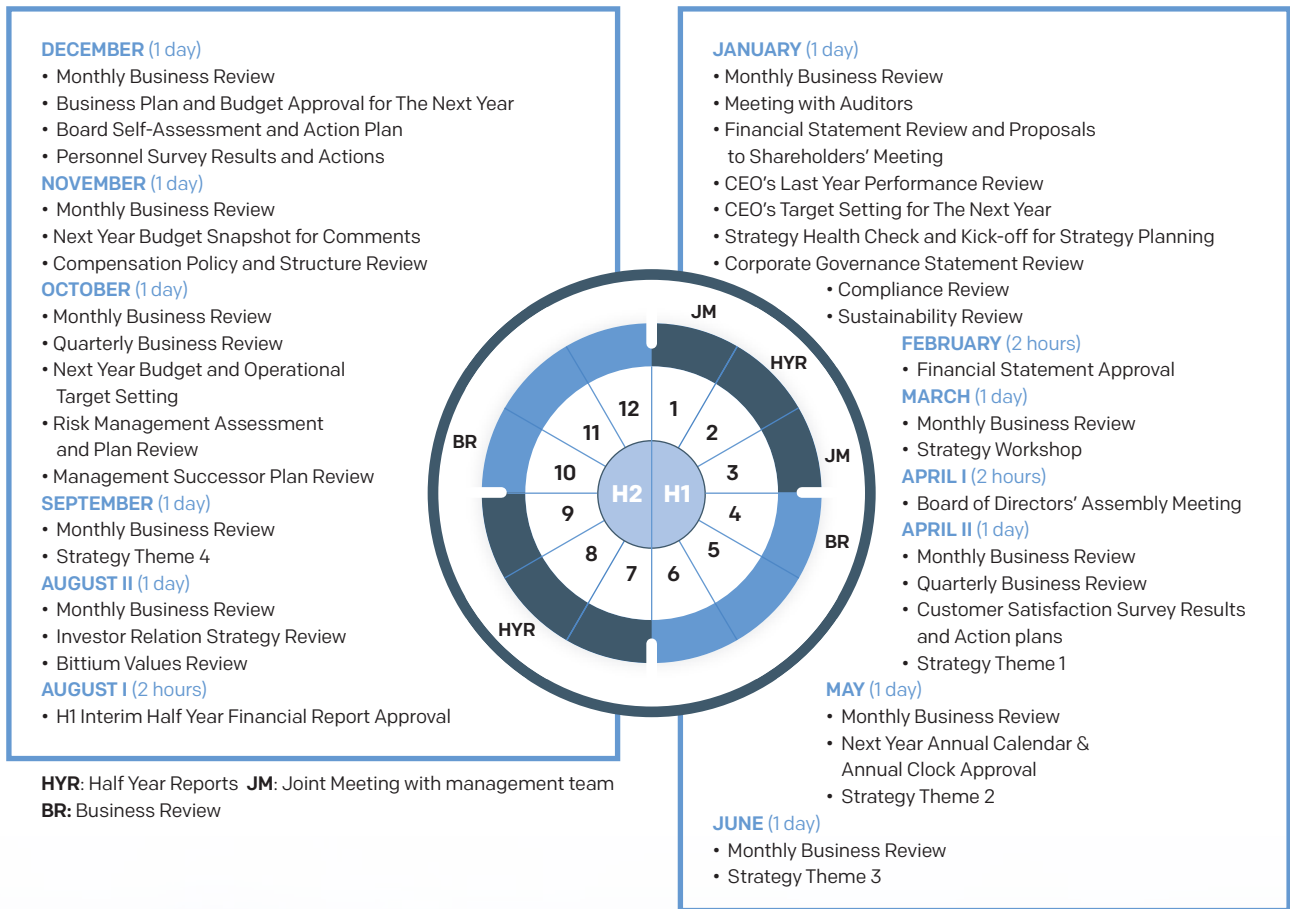 DECEMBER (1 day)
• Monthly Business Review
• Business Plan and Budget Approval for The Next Year
• Board Self-Assessment and Action Plan
• Personnel Survey Results and Actions
NOVEMBER (1 day)
• Monthly Business Review
• Next Year Budget Snapshot for Comments
• Compensation Policy and Structure Review
OCTOBER (1 day)
• Monthly Business Review
• Quarterly Business Review
• Next Year Budget and Operational
Target Setting
• Risk Management Assessment
and Plan Review
• Management Successor Plan Review
SEPTEMBER (1 day)
• Monthly Business Review
• Strategy Theme 4
AUGUST II (1 day)
• Monthly Business Review
• Investor Relation Strategy Review
• Bittium Values Review
AUGUST I (2 hours)
• H1 Interim Half Year Financial Report Approval
HYR: Half Year Reports JM: Joint Meeting with management team
BR: Business Review
JM
HYR
JM
BR
HYR
BR
12
1
2
3
4
5
6
7
8
9
10
11
H2
H1
JANUARY (1 day)
• Monthly Business Review
• Meeting with Auditors
• Financial Statement Review and Proposals
to Shareholders’ Meeting
• CEO’s Last Year Performance Review
• CEO’s Target Setting for The Next Year
• Strategy Health Check and Kick-off for Strategy Planning
• Corporate Governance Statement Review
• Compliance Review
• Sustainability Review
FEBRUARY (2 hours)
• Financial Statement Approval
MARCH (1 day)
• Monthly Business Review
• Strategy Workshop
APRIL I (2 hours)
• Board of Directors’ Assembly Meeting
APRIL II (1 day)
• Monthly Business Review
• Quarterly Business Review
• Customer Satisfaction Survey Results
and Action plans
• Strategy Theme 1
MAY (1 day)
• Monthly Business Review
• Next Year Annual Calendar &
Annual Clock Approval
• Strategy Theme 2
JUNE (1 day)
• Monthly Business Review
• Strategy Theme 3